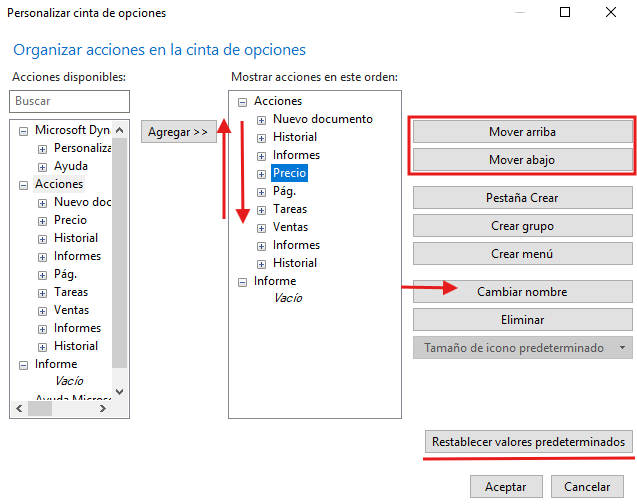 Personalizar cinta de opciones
Organizar acciones en la cinta de opciones
Acciones disponibles:
Buscar
Microsoft Dyna
Personaliza
Ayuda
Acciones
Nuevo doc
Precio
Historial
Informes
Pág.
Tareas
Ventas
Informes
Historial
Informe
Vacío
Ayuda Micros
Agregar >>
Mostrar acciones en este orden:
Acciones
Nuevo documento
Historial
Informes
Precio
Pág.
Tareas
Ventas
Informes
Historial
Informe
Vacío
Mover arriba
Mover abajo
Pestaña Crear
Crear grupo
Crear menú
Cambiar nombre
Eliminar
Tamaño de icono predeterminado
Restablecer valores predeterminados
Aceptar
Cancelar